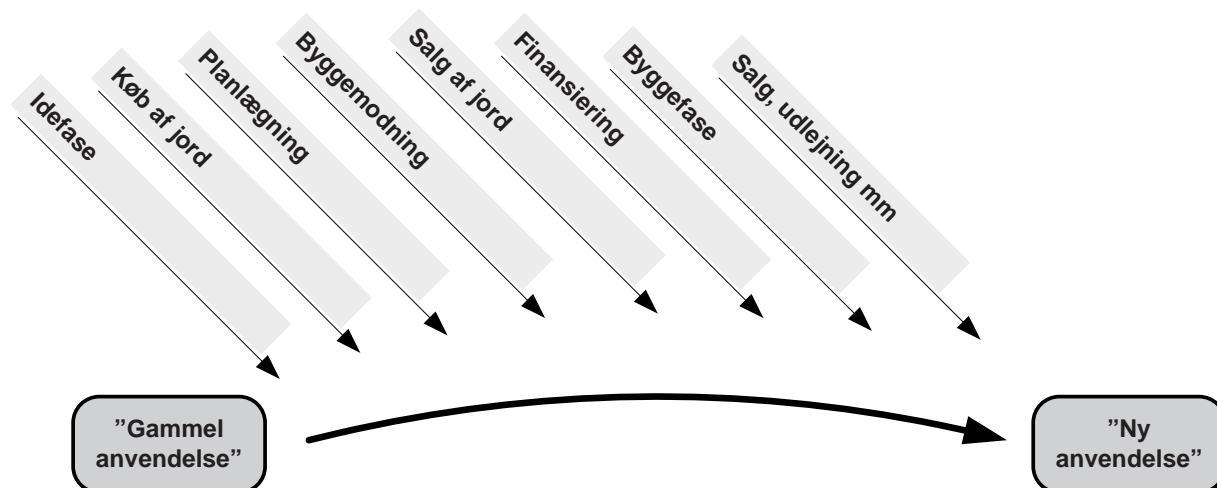 Idefase
Køb af jord
Planlægning
Byggemodning
Salg af jord
Finansiering
Byggefase
Salg, udlejning mm
”Gammel
anvendelse”
”Ny
anvendelse”